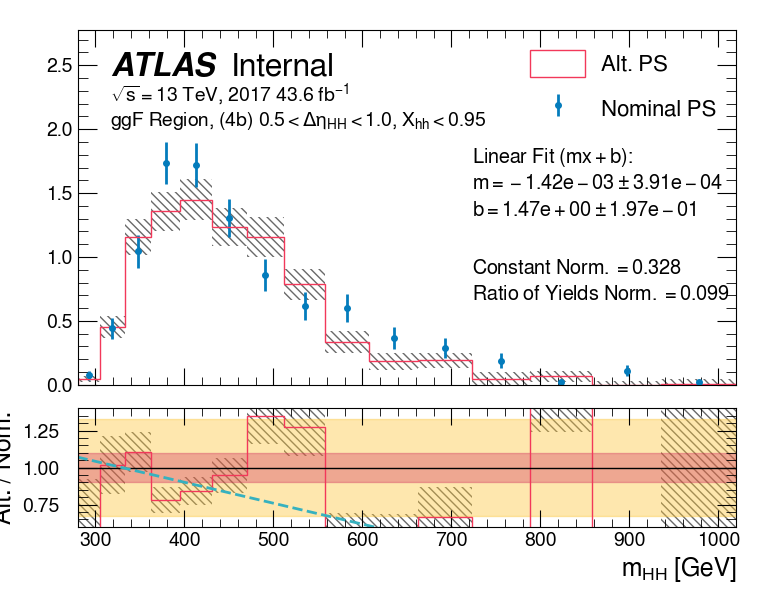 ATLAS Internal
√s = 13 TeV, 2017 43.6 fb⁻¹
ggF Region, (4b) 0.5 < Δη_HH < 1.0, X_hh < 0.95
Alt. PS
Nominal PS
Linear Fit (mx + b):
m = − 1.42e − 03 ± 3.91e − 04
b = 1.47e + 00 ± 1.97e − 01
Constant Norm. = 0.328
Ratio of Yields Norm. = 0.099
2.5
2.0
1.5
1.0
0.5
0.0
Alt. / Nom.
1.25
1.00
0.75
300 400 500 600 700 800 900 1000
m_HH [GeV]